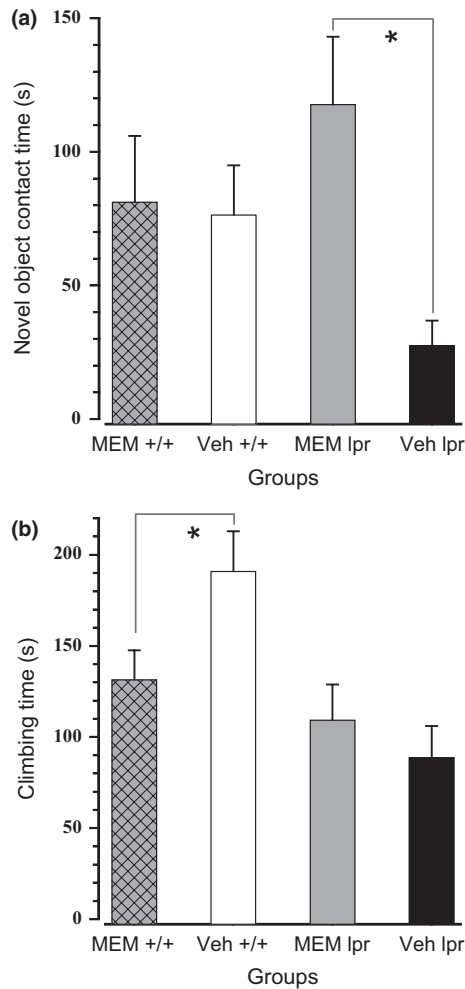 (a)
Novel object contact time (s)
150
100
50
0
*
MEM +/+ Veh +/+ MEM lpr Veh lpr
Groups
(b)
Climbing time (s)
200
150
100
50
0
*
MEM +/+ Veh +/+ MEM lpr Veh lpr
Groups